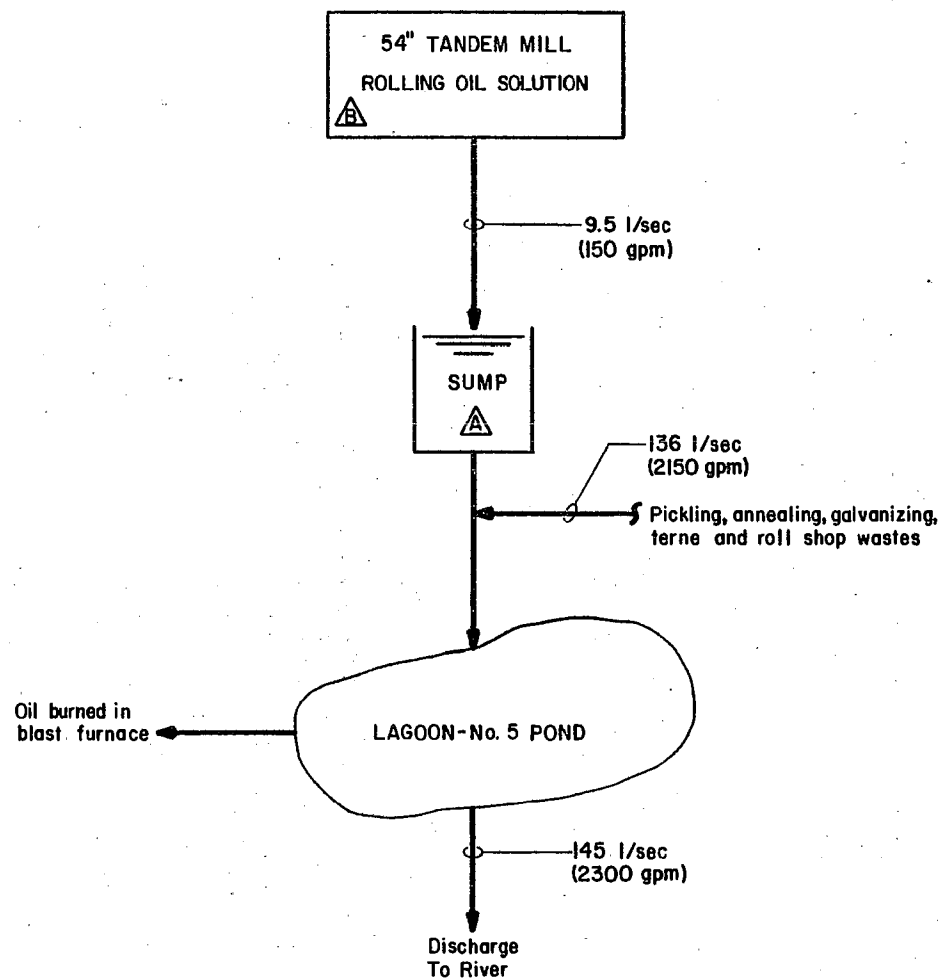 54" TANDEM MILL
ROLLING OIL SOLUTION
B
9.5 l/sec
(150 gpm)
SUMP
A
136 l/sec
(2150 gpm)
Pickling, annealing, galvanizing,
terne and roll shop wastes
Oil burned in
blast furnace
LAGOON-No. 5 POND
145 l/sec
(2300 gpm)
Discharge
To River